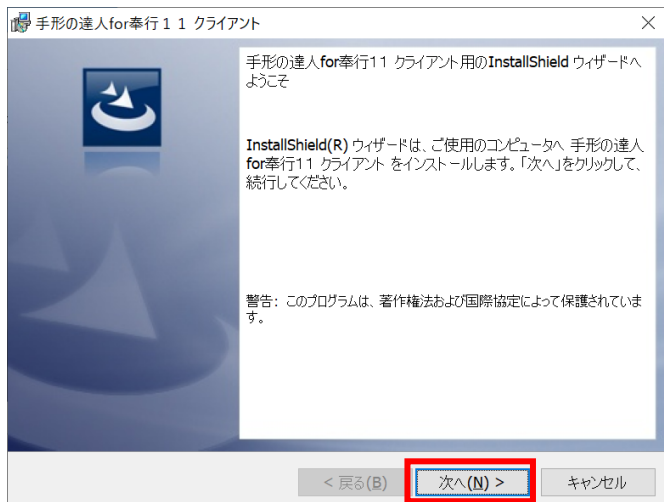 手形の達人for奉行１１ クライアント
手形の達人for奉行11 クライアント用のInstallShield ウィザードへ
ようこそ
InstallShield(R) ウィザードは、ご使用のコンピュータへ 手形の達人
for奉行11 クライアント をインストールします。「次へ」をクリックして、
続行してください。
警告: このプログラムは、著作権法および国際協定によって保護されていま
す。
< 戻る(B) 次へ(N) > キャンセル